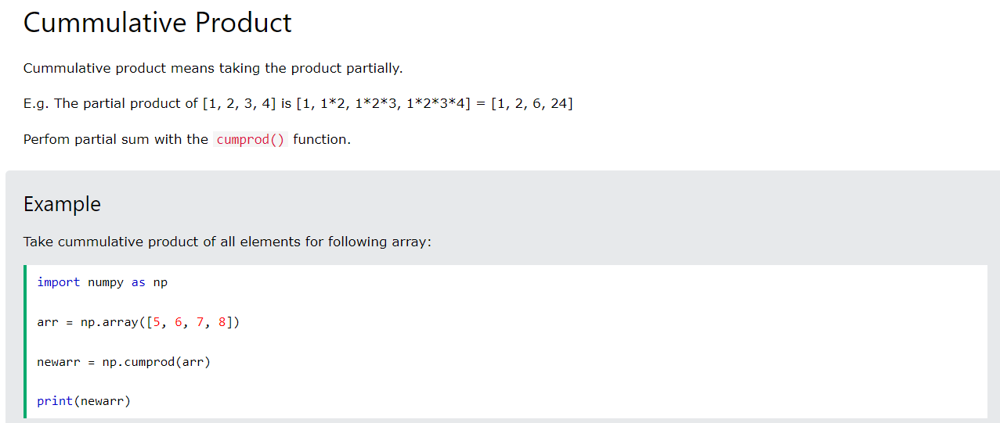 Cummulative Product
Cummulative product means taking the product partially.
E.g. The partial product of [1, 2, 3, 4] is [1, 1*2, 1*2*3, 1*2*3*4] = [1, 2, 6, 24]
Perfom partial sum with the cumprod() function.
Example
Take cummulative product of all elements for following array:
import numpy as np
arr = np.array([5, 6, 7, 8])
newarr = np.cumprod(arr)
print(newarr)